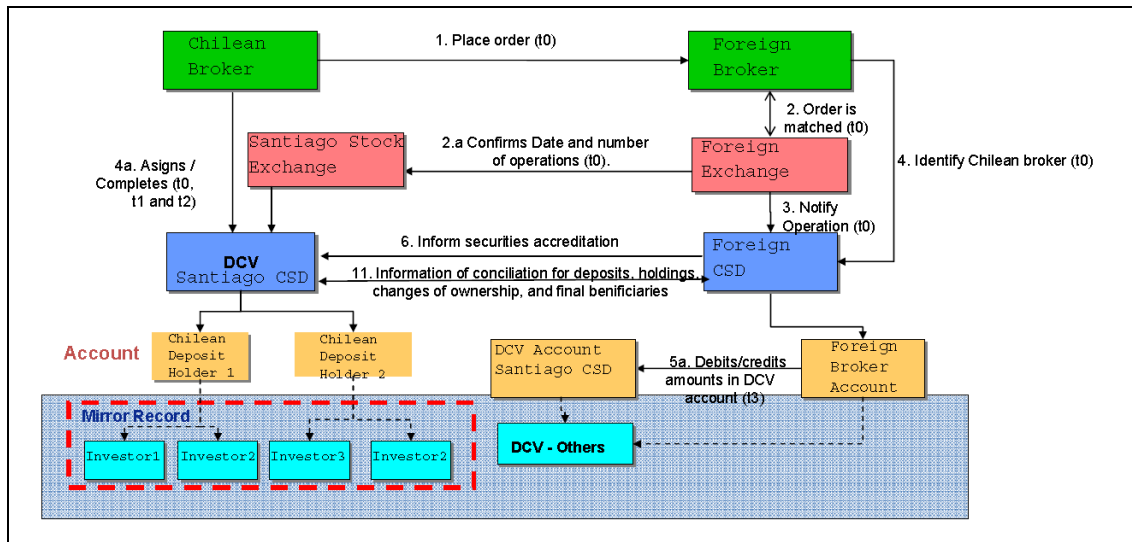 Chilean
Broker
1. Place order (t0)
Foreign
Broker
2. Order is
matched (t0)
Santiago Stock
Exchange
2.a Confirms Date and number
of operations (t0).
Foreign
Exchange
4. Identify Chilean broker (t0)
4a. Asigns /
Completes (t0,
t1 and t2)
3. Notify
Operation (t0)
DCV
Santiago CSD
6. Inform securities accreditation
Foreign
CSD
11. Information of conciliation for deposits, holdings,
changes of ownership, and final benificiaries
Account
Chilean
Deposit
Holder 1
Chilean
Deposit
Holder 2
DCV Account
Santiago CSD
5a. Debits/credits
amounts in DCV
account (t3)
Foreign
Broker
Account
Mirror Record
Investor1
Investor2
Investor3
Investor2
DCV - Others